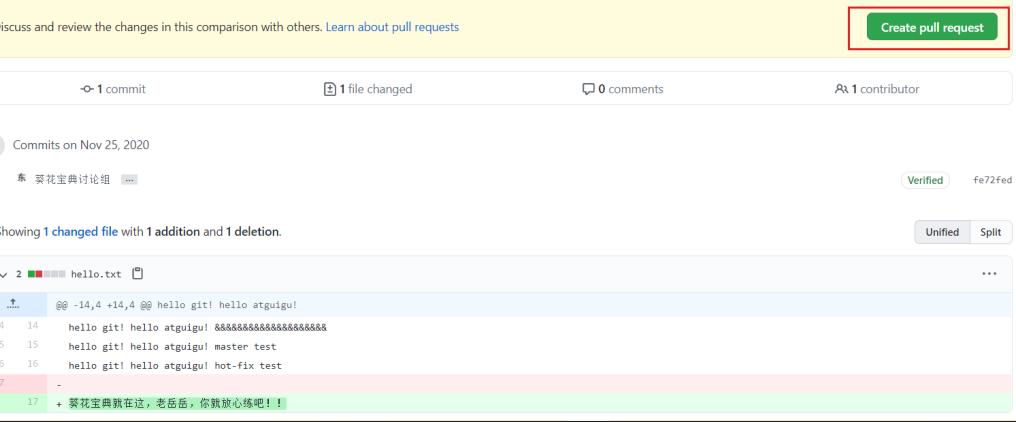 iscuss and review the changes in this comparison with others. Learn about pull requests
Create pull request
1 commit
1 file changed
0 comments
1 contributor
Commits on Nov 25, 2020
东 葵花宝典讨论组 …
Verified
fe72fed
Showing 1 changed file with 1 addition and 1 deletion.
Unified Split
2 hello.txt
@@ -14,4 +14,4 @@ hello git! hello atguigu!
4 14 hello git! hello atguigu! &&&&&&&&&&&&&&&&&&&&
5 15 hello git! hello atguigu! master test
6 16 hello git! hello atguigu! hot-fix test
7 -
17 + 葵花宝典就在这，老岳岳，你就放心练吧！！